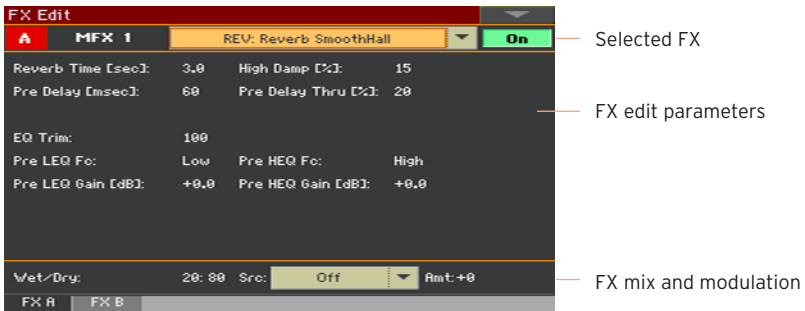 FX Edit
A MFX 1 REV: Reverb SmoothHall On
Selected FX
Reverb Time [sec]: 3.0 High Damp [%]: 15
Pre Delay [msec]: 60 Pre Delay Thru [%]: 20
FX edit parameters
EQ Trim: 100
Pre LEQ Fc: Low Pre HEQ Fc: High
Pre LEQ Gain [dB]: +0.0 Pre HEQ Gain [dB]: +0.0
Wet/Dry: 20: 80 Src: Off Amt:+0
FX mix and modulation
FX A FX B